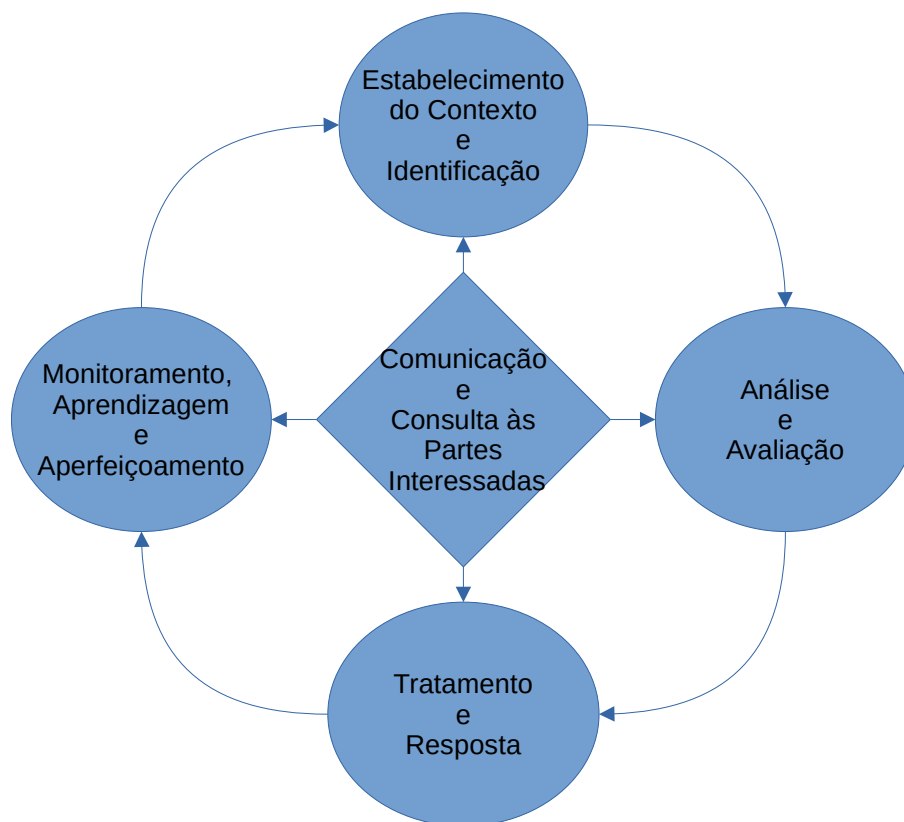 Estabelecimento
do Contexto
e
Identificação
Comunicação
e
Consulta às
Partes
Interessadas
Monitoramento,
Aprendizagem
e
Aperfeiçoamento
Análise
e
Avaliação
Tratamento
e
Resposta